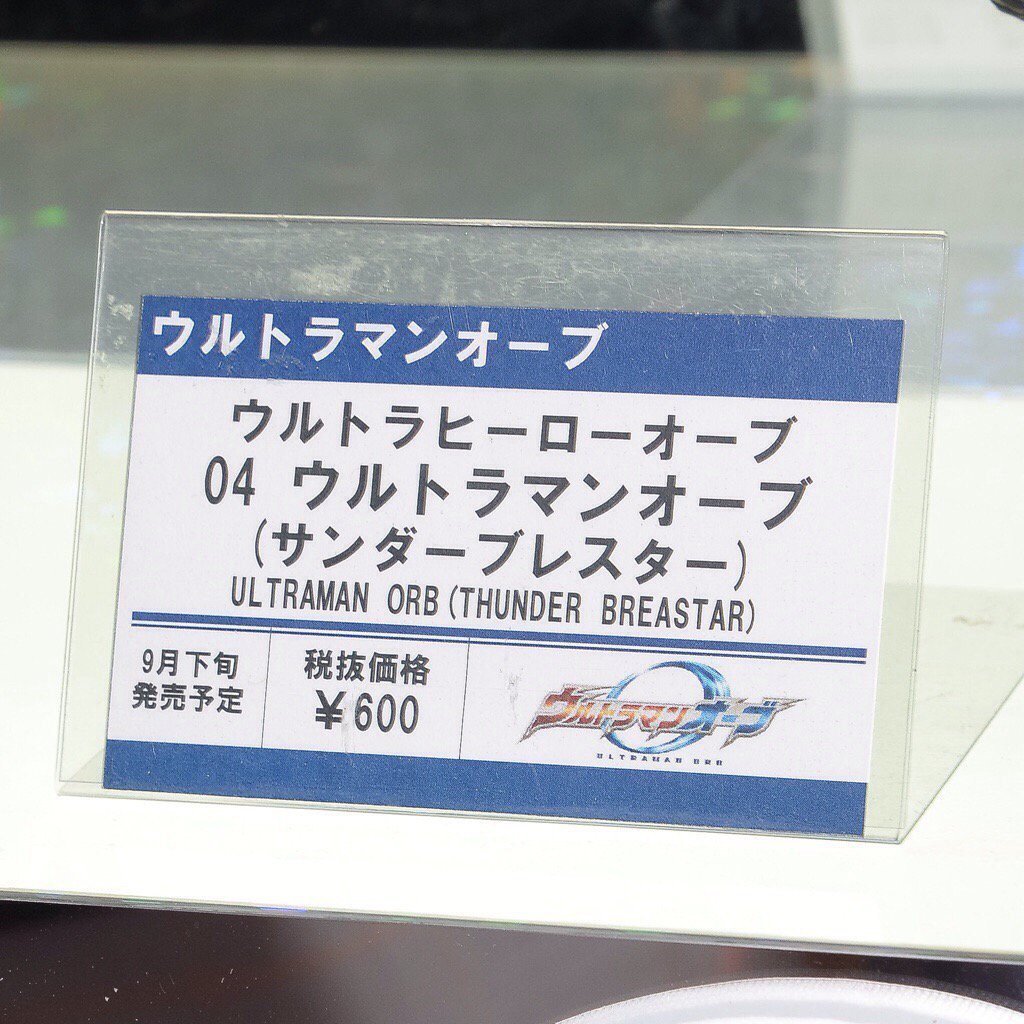 ウルトラマンオーブ
ウルトラヒーローオーブ
04 ウルトラマンオーブ
(サンダーブレスター)
ULTRAMAN ORB(THUNDER BREASTAR)
9月下旬
発売予定
税抜価格
¥600
ウルトラマンオーブ
ULTRAMAN ORB